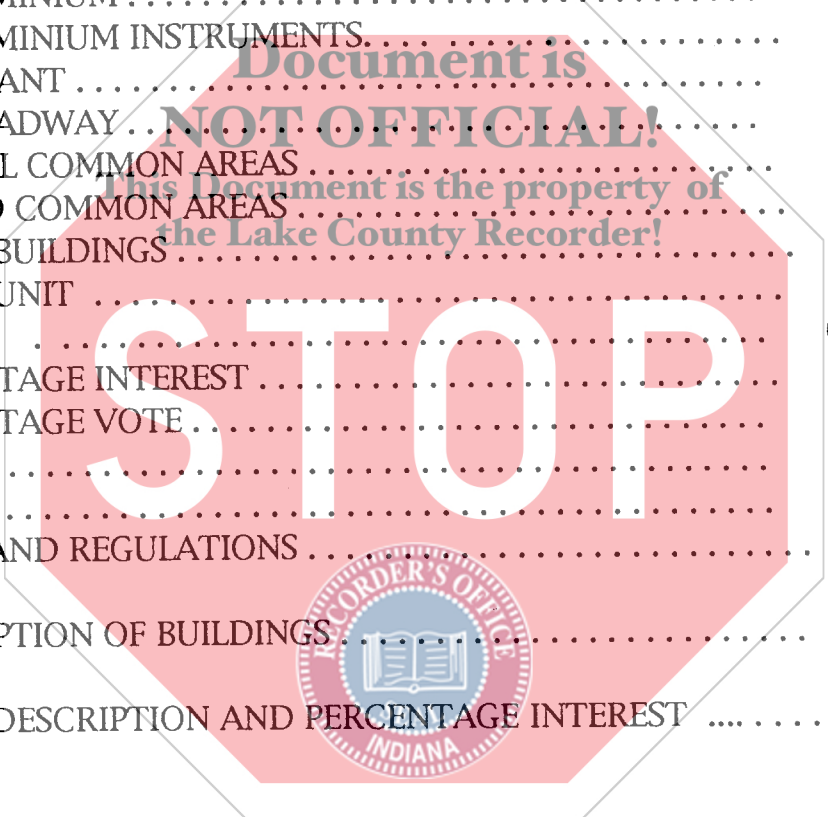 MINIUM . . . . . . . . . . . . . . . . . . . . . . . . . . . . . . . . . .
MINIUM INSTRUMENTS. . . . . . . . . . . . . . . . . . . . .
Document is
ANT . . . . . . . . . . . . . . . . . . . . . . . . . . . . . . . . . . . .
ADWAY . . . . . . . . . . . . . . . . . . . . . . . . . . . . . . . . .
NOT OFFICIAL!
L COMMON AREAS . . . . . . . . . . . . . . . . . . . . . . . .
This Document is the property of
COMMON AREAS . . . . . . . . . . . . . . . . . . . . . . . . . .
the Lake County Recorder!
BUILDINGS . . . . . . . . . . . . . . . . . . . . . . . . . . . . . . . .
UNIT . . . . . . . . . . . . . . . . . . . . . . . . . . . . . . . . . . .
STOP
TAGE INTEREST . . . . . . . . . . . . . . . . . . . . . . . . . . .
TAGE VOTE . . . . . . . . . . . . . . . . . . . . . . . . . . . . . .
AND REGULATIONS . . . . . . . . . . . . . . . . . . . . . . . . .
RECORDER'S OFFICE
PTION OF BUILDINGS . . . . . . . . . . . . . . . . . . . . . . .
DESCRIPTION AND PERCENTAGE INTEREST .... . . . .
INDIANA